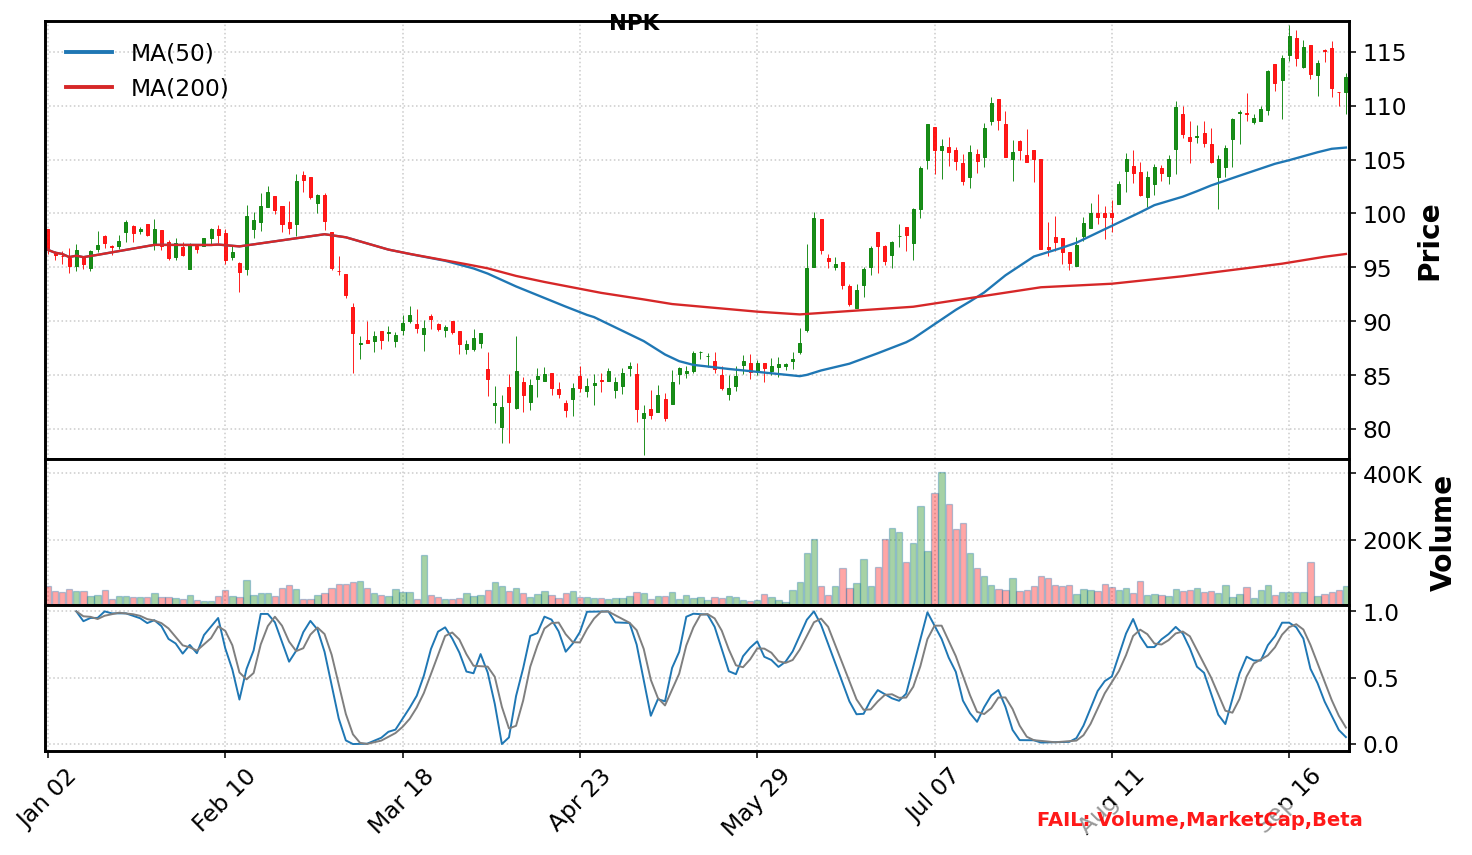 NPK
MA(50)
MA(200)
115
110
105
100
95
90
85
80
Price
400K
200K
Volume
1.0
0.5
0.0
Jan 02
Feb 10
Mar 18
Apr 23
May 29
Jul 07
Aug 11
Sep 16
FAIL: Volume,MarketCap,Beta